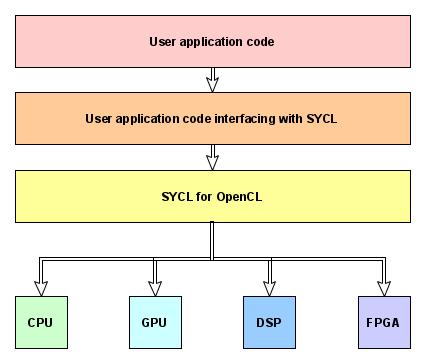 User application code
User application code interfacing with SYCL
SYCL for OpenCL
CPU
GPU
DSP
FPGA